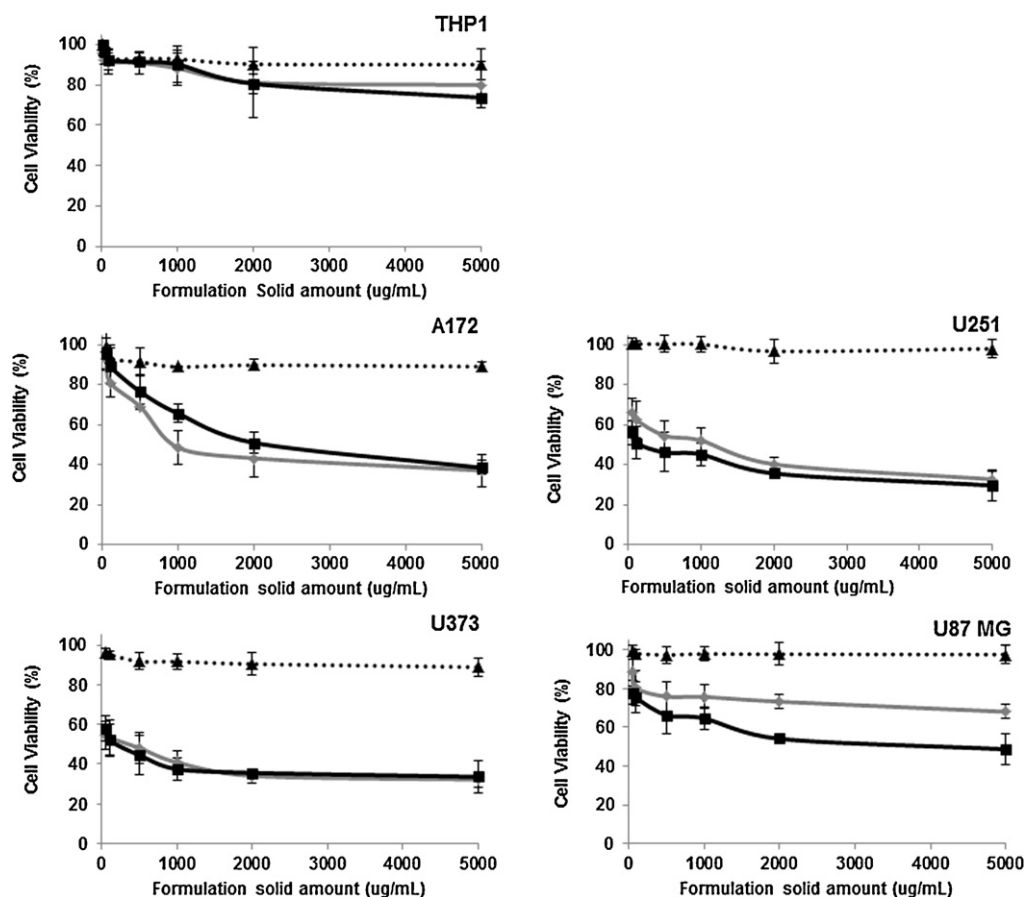 THP1
Cell Viability (%)
100
80
60
40
20
0
0 1000 2000 3000 4000 5000
Formulation Solid amount (ug/mL)
A172
Cell Viability (%)
100
80
60
40
20
0
0 1000 2000 3000 4000 5000
Formulation solid amount (ug/mL)
U251
Cell Viability (%)
100
80
60
40
20
0
0 1000 2000 3000 4000 5000
Formulation solid amount (ug/mL)
U373
Cell Viability (%)
100
80
60
40
20
0
0 1000 2000 3000 4000 5000
Formulation solid amount (ug/mL)
U87 MG
Cell Viability (%)
100
80
60
40
20
0
0 1000 2000 3000 4000 5000
Formulation solid amount (ug/mL)